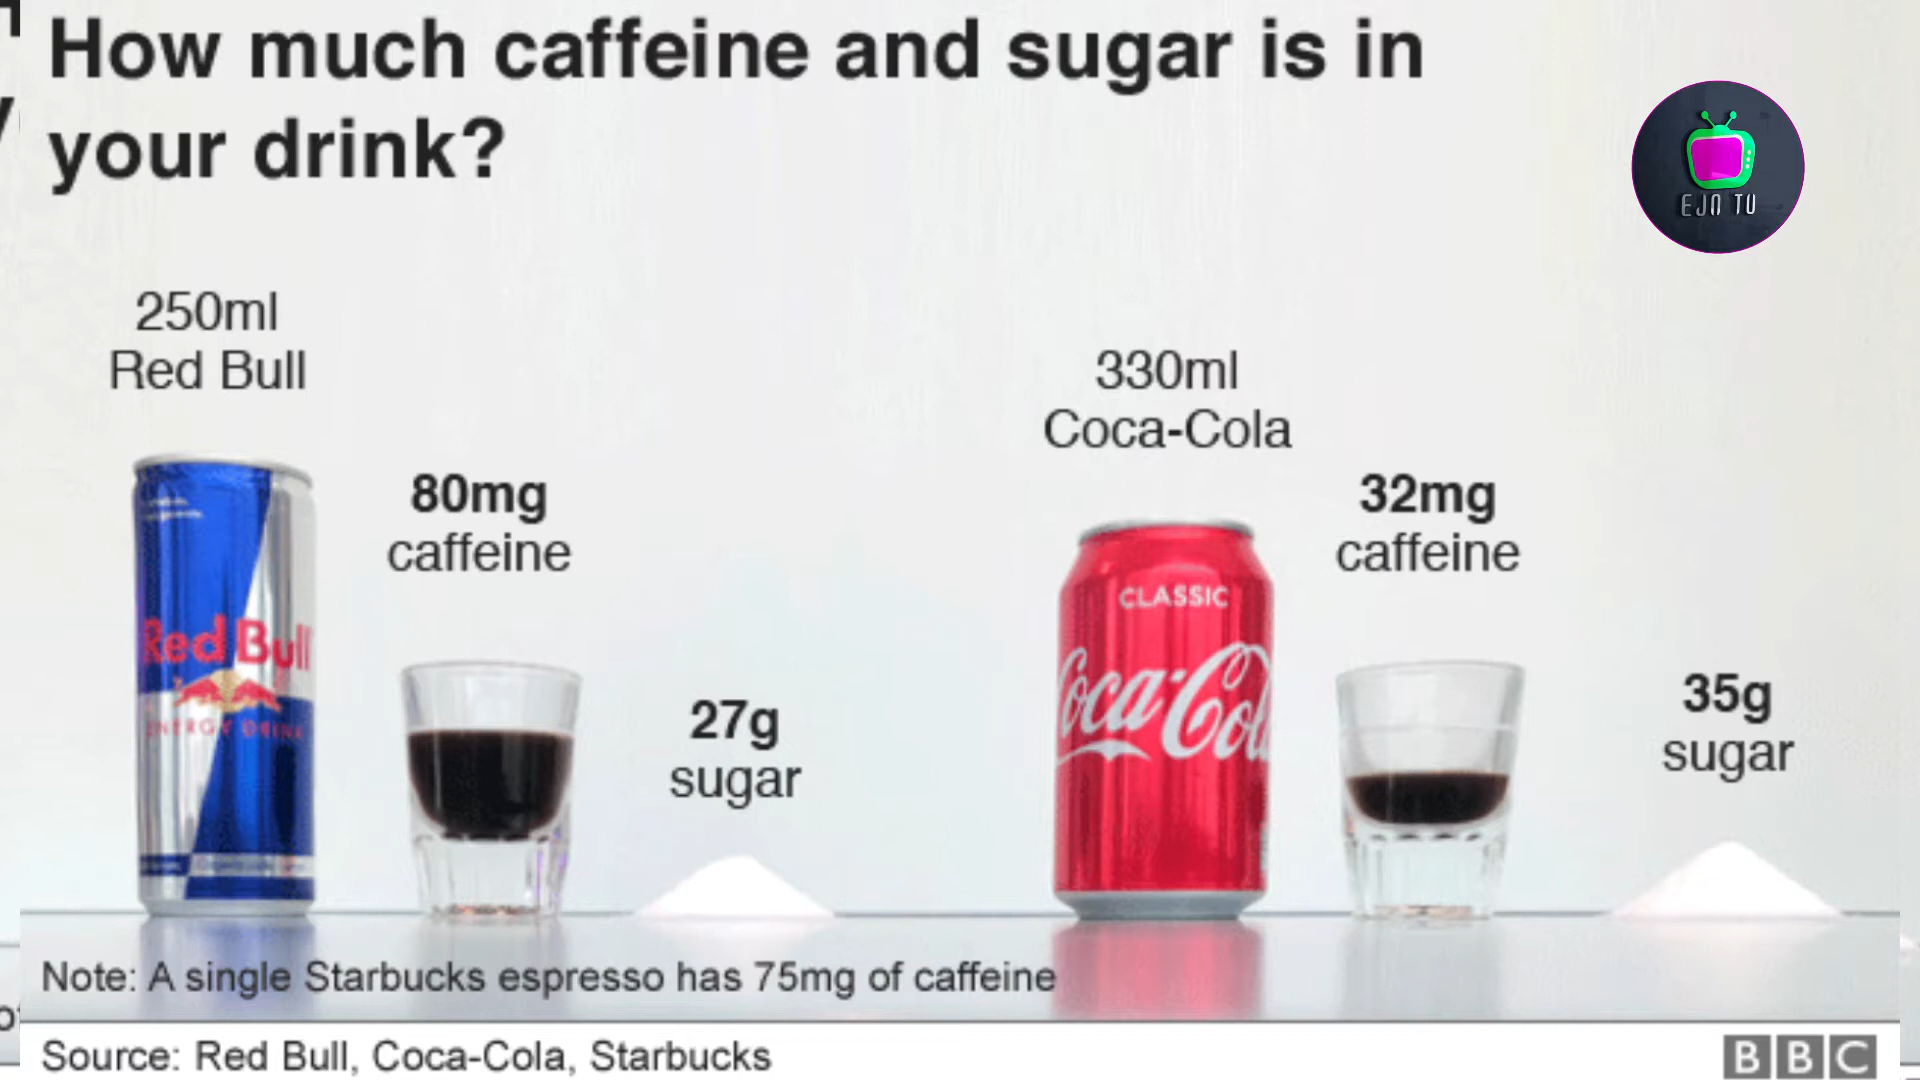 How much caffeine and sugar is in
your drink?
EJN TV
250ml
Red Bull
330ml
Coca-Cola
80mg
caffeine
32mg
caffeine
CLASSIC
Red Bull
ENERGY DRINK
Coca-Cola
27g
sugar
35g
sugar
Note: A single Starbucks espresso has 75mg of caffeine
Source: Red Bull, Coca-Cola, Starbucks
BBC